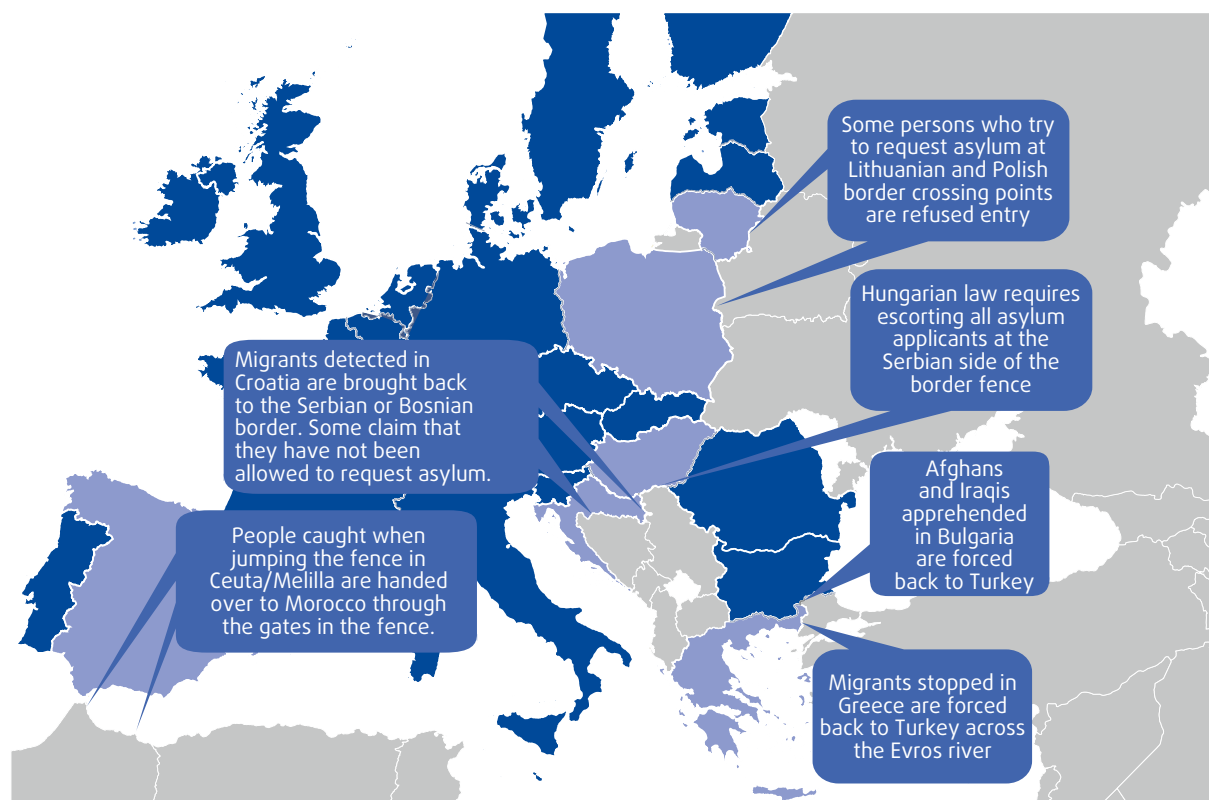 Some persons who try
to request asylum at
Lithuanian and Polish
border crossing points
are refused entry
Hungarian law requires
escorting all asylum
applicants at the
Serbian side of the
border fence
Migrants detected in
Croatia are brought back
to the Serbian or Bosnian
border. Some claim that
they have not been
allowed to request asylum.
Afghans
and Iraqis
apprehended
in Bulgaria
are forced
back to Turkey
People caught when
jumping the fence in
Ceuta/Melilla are handed
over to Morocco through
the gates in the fence.
Migrants stopped in
Greece are forced
back to Turkey across
the Evros river